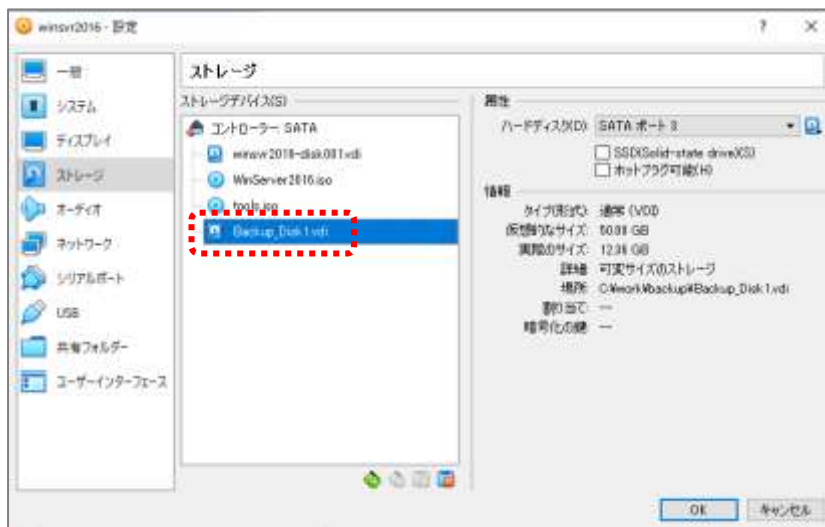 winsvr2016 - 設定
? ×
一般
システム
ディスプレイ
ストレージ
オーディオ
ネットワーク
シリアルポート
USB
共有フォルダー
ユーザーインターフェース
ストレージ
ストレージデバイス(S)
コントローラー SATA
winsvr2016-disk001.vdi
WinServer2016.iso
tools.iso
Backup_Disk1.vdi
属性
ハードディスク(D): SATA ポート 3
SSD(Solid-state drive)(S)
ホットプラグ可能(H)
情報
タイプ(形式): 通常 (VDI)
仮想的なサイズ: GB
実際のサイズ: GB
詳細: 可変サイズのストレージ
場所: C:¥work¥backup¥Backup_Disk1.vdi
割り当て: --
暗号化の鍵: --
OK キャンセル